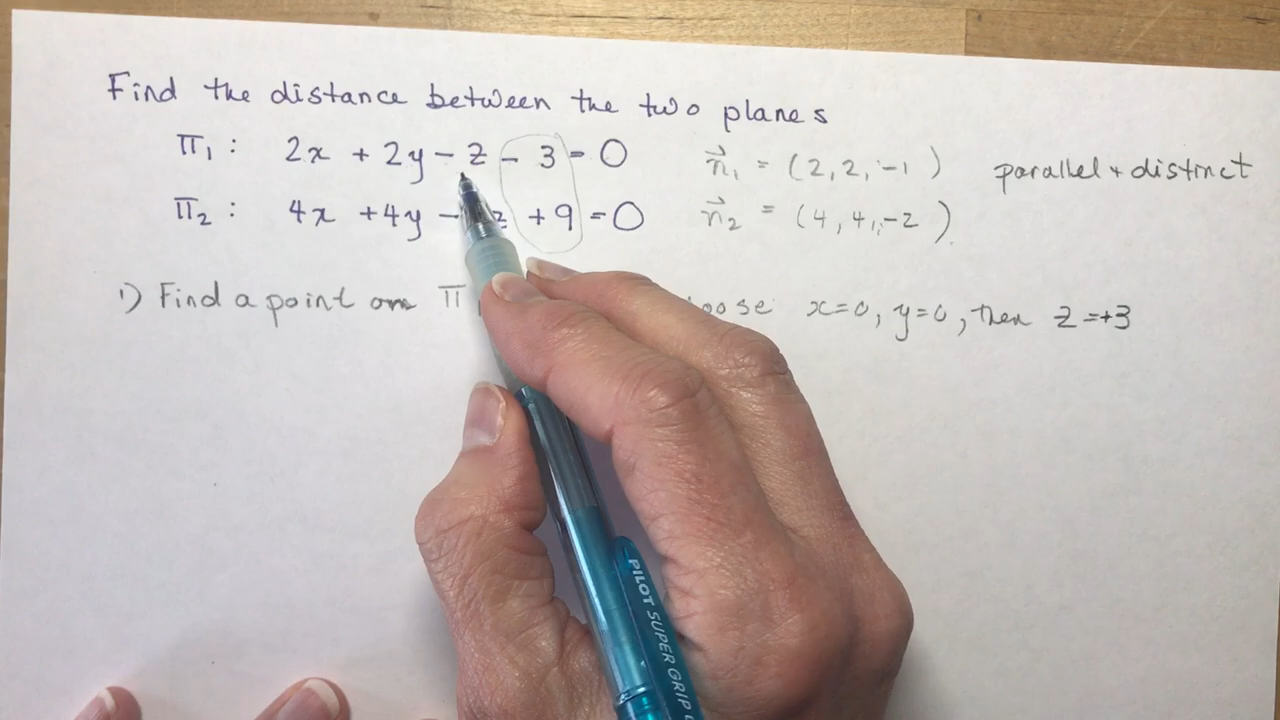 Find the distance between the two planes
π₁ : 2x + 2y - z - 3 = 0 n⃗₁ = (2, 2, -1) parallel + distinct
π₂ : 4x +4y - z +9 = 0 n⃗₂ = (4, 4, -2).
1) Find a point on π x=0, y=0, then z=+3
PILOT SUPER GRIP